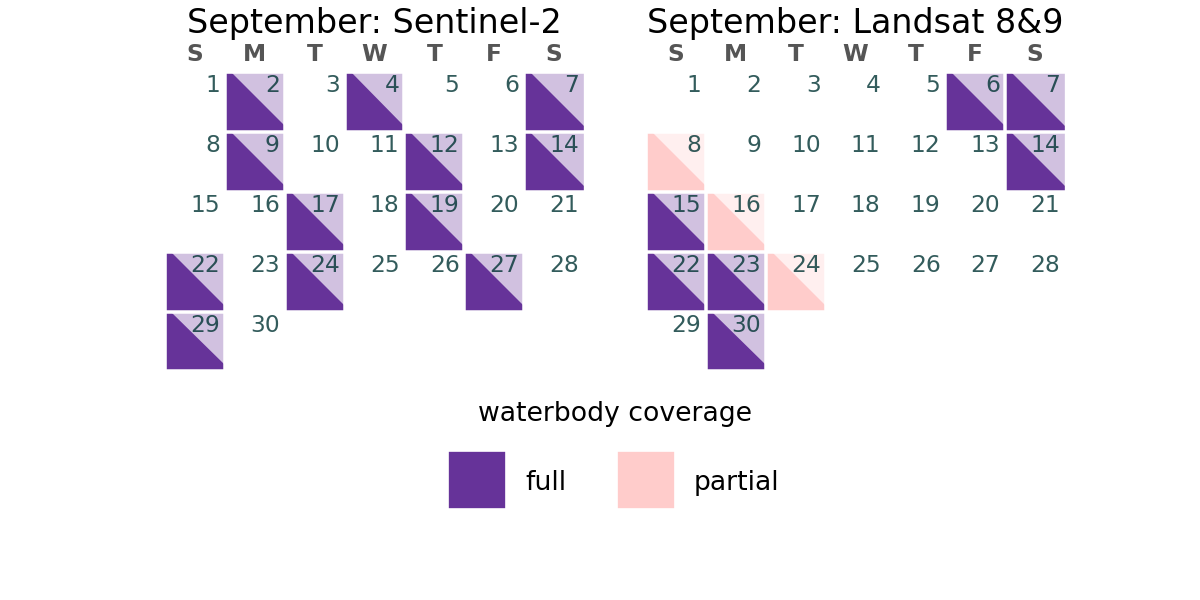 September: Sentinel-2
S M T W T F S
1 2 3 4 5 6 7
8 9 10 11 12 13 14
15 16 17 18 19 20 21
22 23 24 25 26 27 28
29 30
September: Landsat 8&9
S M T W T F S
1 2 3 4 5 6 7
8 9 10 11 12 13 14
15 16 17 18 19 20 21
22 23 24 25 26 27 28
29 30
waterbody coverage
full
partial